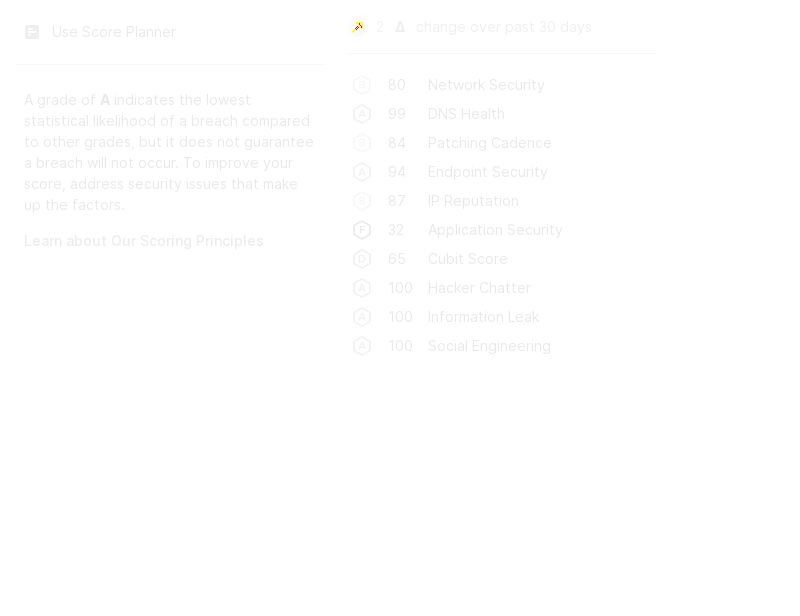 Use Score Planner
A grade of A indicates the lowest
statistical likelihood of a breach compared
to other grades, but it does not guarantee
a breach will not occur. To improve your
score, address security issues that make
up the factors.
Learn about Our Scoring Principles
2 Δ change over past 30 days
B 80 Network Security
A 99 DNS Health
B 84 Patching Cadence
A 94 Endpoint Security
B 87 IP Reputation
F 32 Application Security
D 65 Cubit Score
A 100 Hacker Chatter
A 100 Information Leak
A 100 Social Engineering